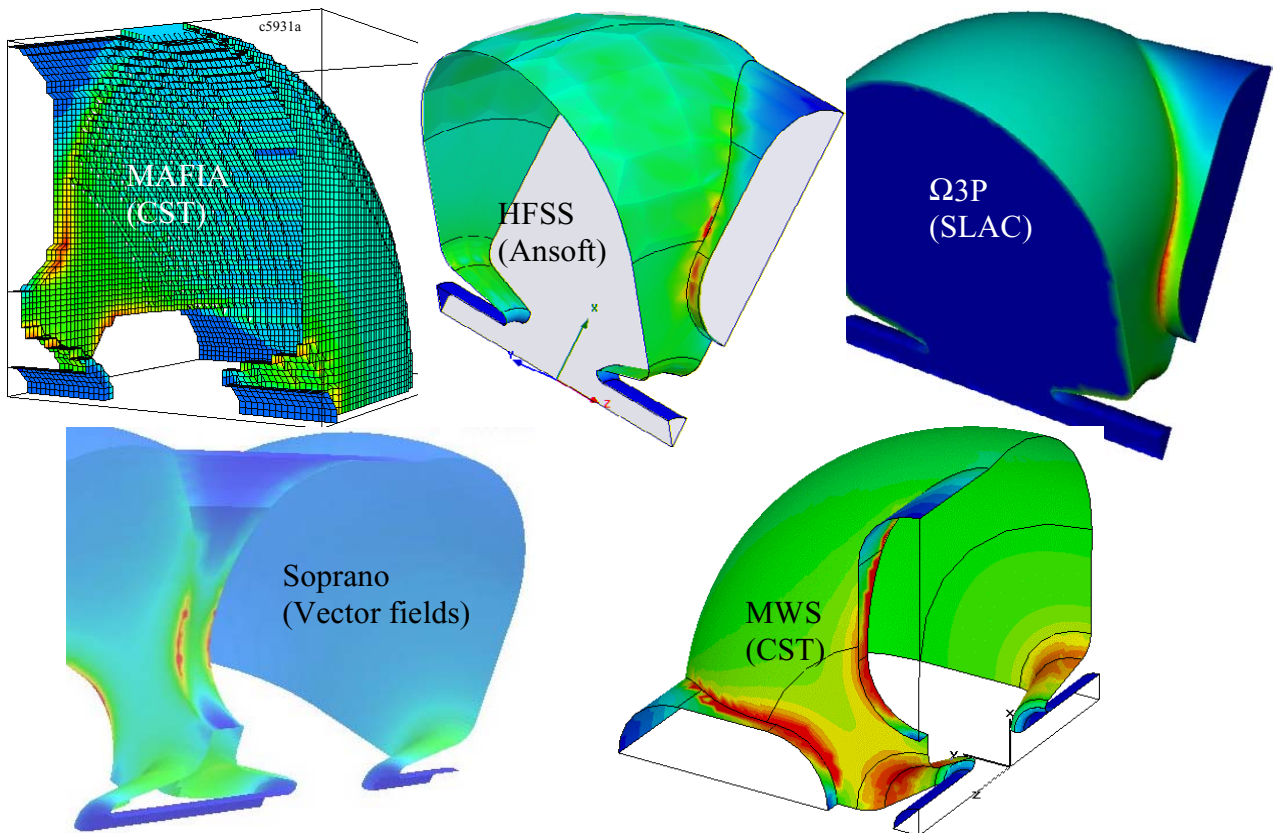 c5931a
MAFIA
(CST)
HFSS
(Ansoft)
X
Y
Z
Ω3P
(SLAC)
Soprano
(Vector fields)
MWS
(CST)
X
Y
Z